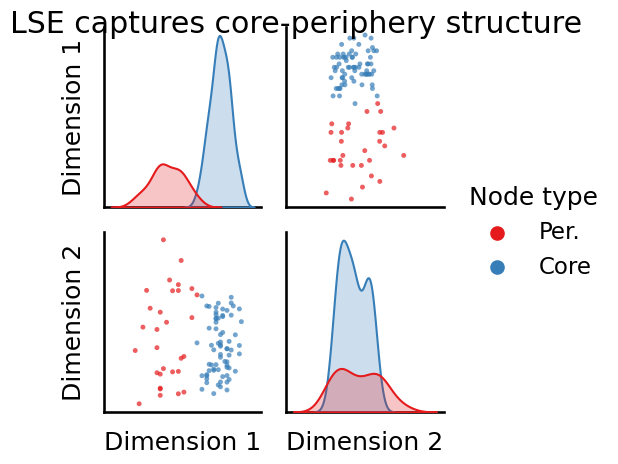 LSE captures core-periphery structure
Dimension 1
Node type
Per.
Core
Dimension 2
Dimension 1
Dimension 2